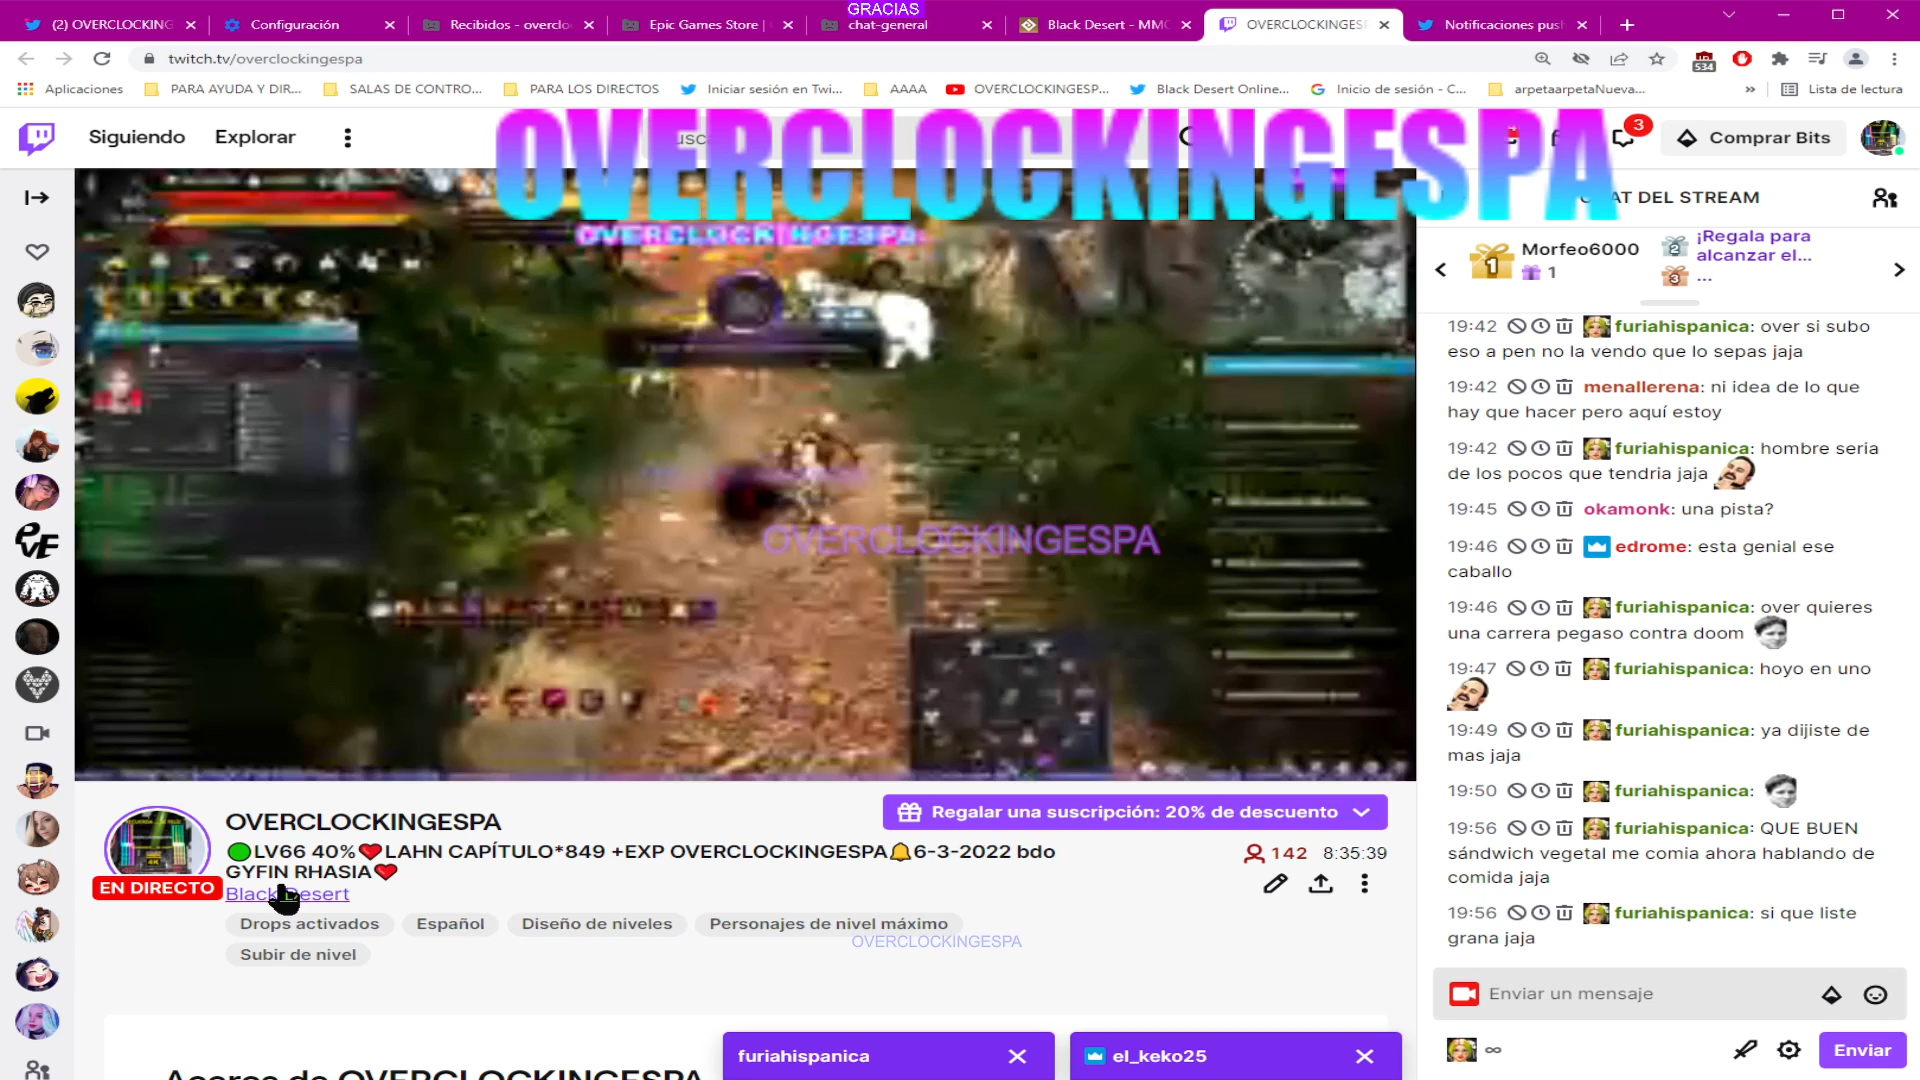 GRACIAS
(2) OVERCLOCKING
Configuración
Recibidos - overclo
Epic Games Store |
chat-general
Black Desert - MMO
OVERCLOCKINGESP
Notificaciones pus
twitch.tv/overclockingespa
534
Aplicaciones
PARA AYUDA Y DIR...
SALAS DE CONTRO...
PARA LOS DIRECTOS
Iniciar sesión en Twi...
AAAA
OVERCLOCKINGESP...
Black Desert Online...
Inicio de sesión - C...
arpetaarpetaNueva...
»
Lista de lectura
Siguiendo
Explorar
OVERCLOCKINGESPA
3
Comprar Bits
AT DEL STREAM
OVERCLOCKINGESPA
1 Morfeo6000
1
2
3
¡Regala para
alcanzar el...
...
19:42 furiahispanica: over si subo
eso a pen no la vendo que lo sepas jaja
19:42 menallerena: ni idea de lo que
hay que hacer pero aquí estoy
19:42 furiahispanica: hombre seria
de los pocos que tendria jaja
19:45 okamonk: una pista?
19:46 edrome: esta genial ese
caballo
19:46 furiahispanica: over quieres
una carrera pegaso contra doom
19:47 furiahispanica: hoyo en uno
19:49 furiahispanica: ya dijiste de
mas jaja
19:50 furiahispanica:
19:56 furiahispanica: QUE BUEN
sándwich vegetal me comia ahora hablando de
comida jaja
19:56 furiahispanica: si que liste
grana jaja
Enviar un mensaje
∞
Enviar
OVERCLOCKINGESPA
OVERCLOCKINGESPA
Regalar una suscripción: 20% de descuento
LV66 40%❤LAHN CAPÍTULO*849 +EXP OVERCLOCKINGESPA🔔6-3-2022 bdo
GYFIN RHASIA❤
142 8:35:39
EN DIRECTO
Black Desert
Drops activados
Español
Diseño de niveles
Personajes de nivel máximo
OVERCLOCKINGESPA
Subir de nivel
Acerca de OVERCLOCKINGESPA
furiahispanica
el_keko25